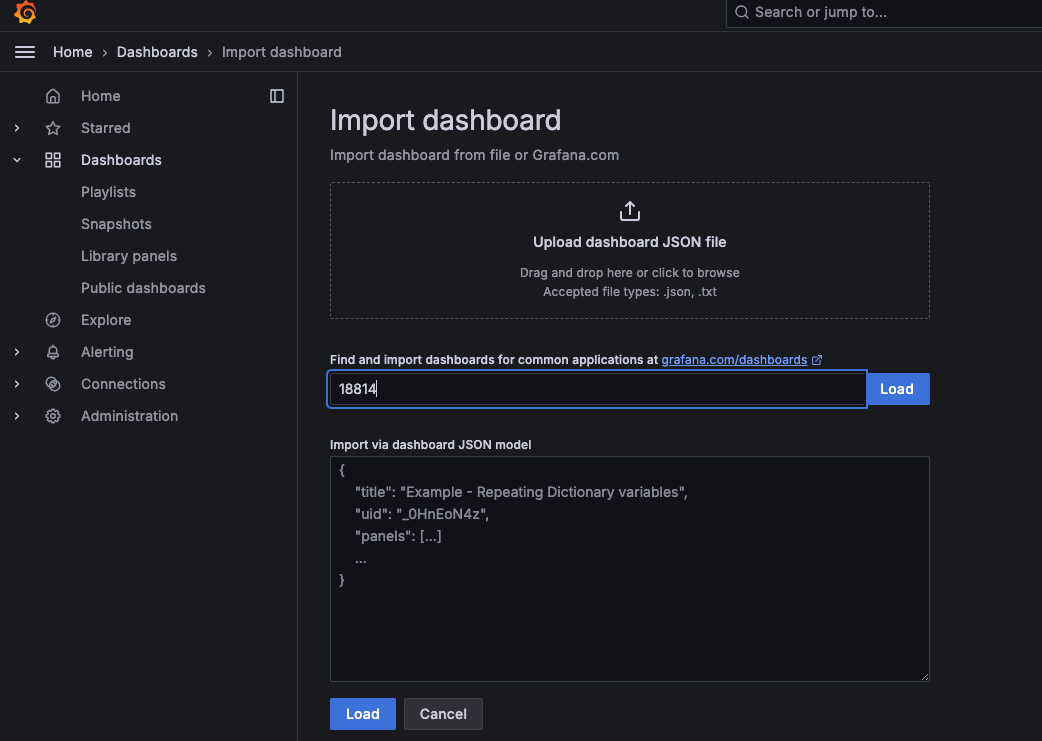 Search or jump to...
Home › Dashboards › Import dashboard
Home
Starred
Dashboards
Playlists
Snapshots
Library panels
Public dashboards
Explore
Alerting
Connections
Administration
Import dashboard
Import dashboard from file or Grafana.com
Upload dashboard JSON file
Drag and drop here or click to browse
Accepted file types: .json, .txt
Find and import dashboards for common applications at grafana.com/dashboards
18814 Load
Import via dashboard JSON model
{
"title": "Example - Repeating Dictionary variables",
"uid": "_0HnEoN4z",
"panels": [...]
...
}
Load Cancel